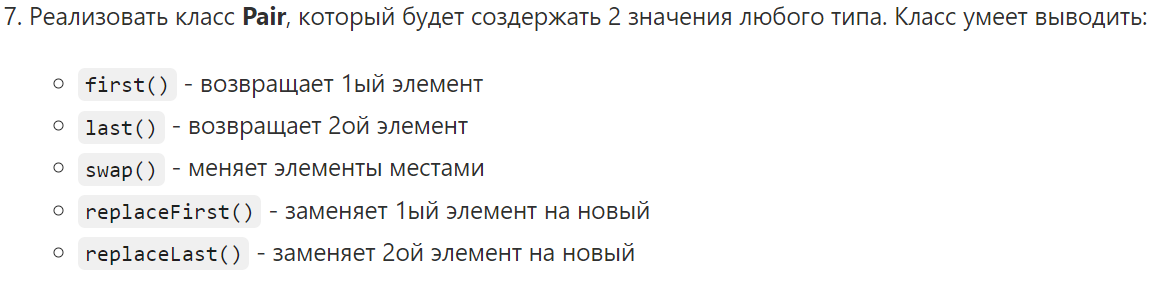 7. Реализовать класс Pair, который будет создержать 2 значения любого типа. Класс умеет выводить:
first() - возвращает 1ый элемент
last() - возвращает 2ой элемент
swap() - меняет элементы местами
replaceFirst() - заменяет 1ый элемент на новый
replaceLast() - заменяет 2ой элемент на новый